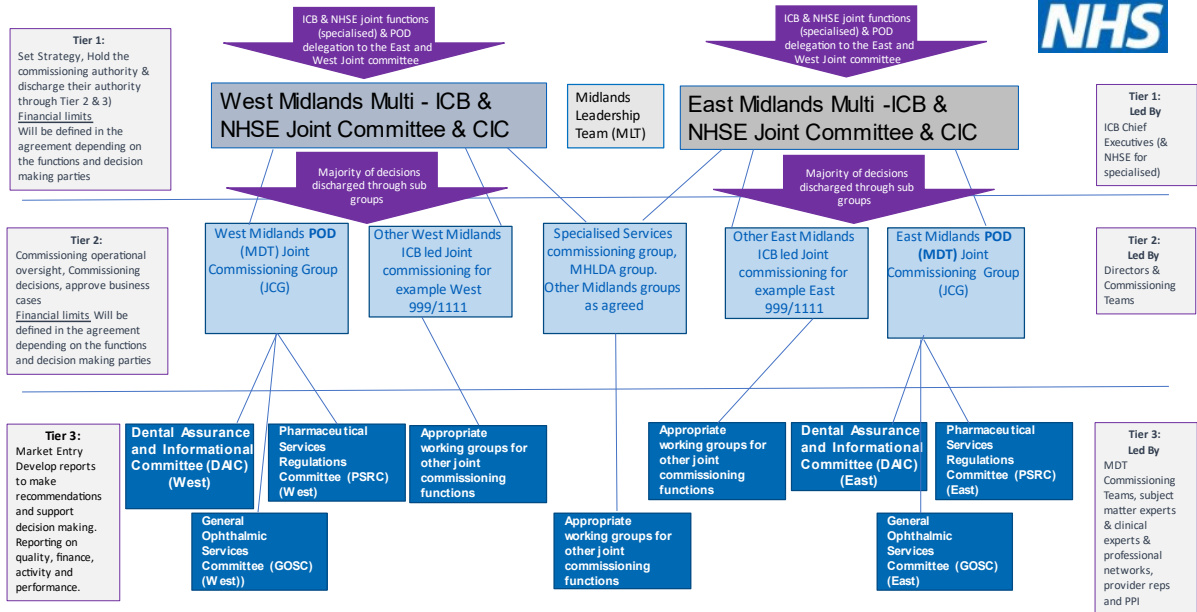 ICB & NHSE joint functions
(specialised) & POD
delegation to the East and
West Joint committee
ICB & NHSE joint functions
(specialised) & POD
delegation to the East and
West Joint committee
NHS
Tier 1:
Set Strategy, Hold the
commissioning authority &
discharge their authority
through Tier 2 & 3)
Financial limits
Will be defined in the
agreement depending on
the functions and decision
making parties
West Midlands Multi - ICB &
NHSE Joint Committee & CIC
Midlands
Leadership
Team (MLT)
East Midlands Multi -ICB &
NHSE Joint Committee & CIC
Tier 1:
Led By
ICB Chief
Executives (&
NHSE for
specialised)
Majority of decisions
discharged through sub
groups
Majority of decisions
discharged through sub
groups
Tier 2:
Commissioning operational
oversight, Commissioning
decisions, approve business
cases
Financial limits Will be
defined in the agreement
depending on the functions
and decision making parties
West Midlands POD
(MDT) Joint
Commissioning Group
(JCG)
Other West Midlands
ICB led Joint
commissioning for
example West
999/1111
Specialised Services
commissioning group,
MHLDA group.
Other Midlands groups
as agreed
Other East Midlands
ICB led Joint
commissioning for
example East
999/1111
East Midlands POD
(MDT) Joint
Commissioning Group
(JCG)
Tier 2:
Led By
Directors &
Commissioning
Teams
Tier 3:
Market Entry
Develop reports
to make
recommendations
and support
decision making.
Reporting on
quality, finance,
activity and
performance.
Dental Assurance
and Informational
Committee (DAIC)
(West)
Pharmaceutical
Services
Regulations
Committee (PSRC)
(West)
Appropriate
working groups for
other joint
commissioning
functions
Appropriate
working groups for
other joint
commissioning
functions
Dental Assurance
and Informational
Committee (DAIC)
(East)
Pharmaceutical
Services
Regulations
Committee (PSRC)
(East)
General
Ophthalmic
Services
Committee (GOSC)
(West))
Appropriate
working groups for
other joint
commissioning
functions
General
Ophthalmic
Services
Committee (GOSC)
(East)
Tier 3:
Led By
MDT
Commissioning
Teams, subject
matter experts
& clinical
experts &
professional
networks,
provider reps
and PPI